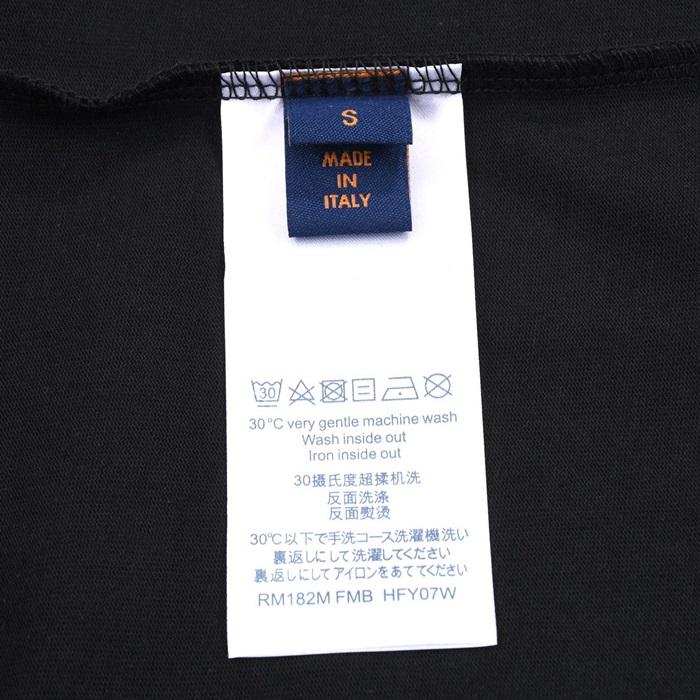 S
MADE
IN
ITALY
30
30°C very gentle machine wash
Wash inside out
Iron inside out
30摄氏度超揉机洗
反面洗涤
反面熨烫
30℃以下で手洗コース洗濯機洗い
裏返しにして洗濯してください
裏返しにしてアイロンをあててください
RM182M FMB HFY07W